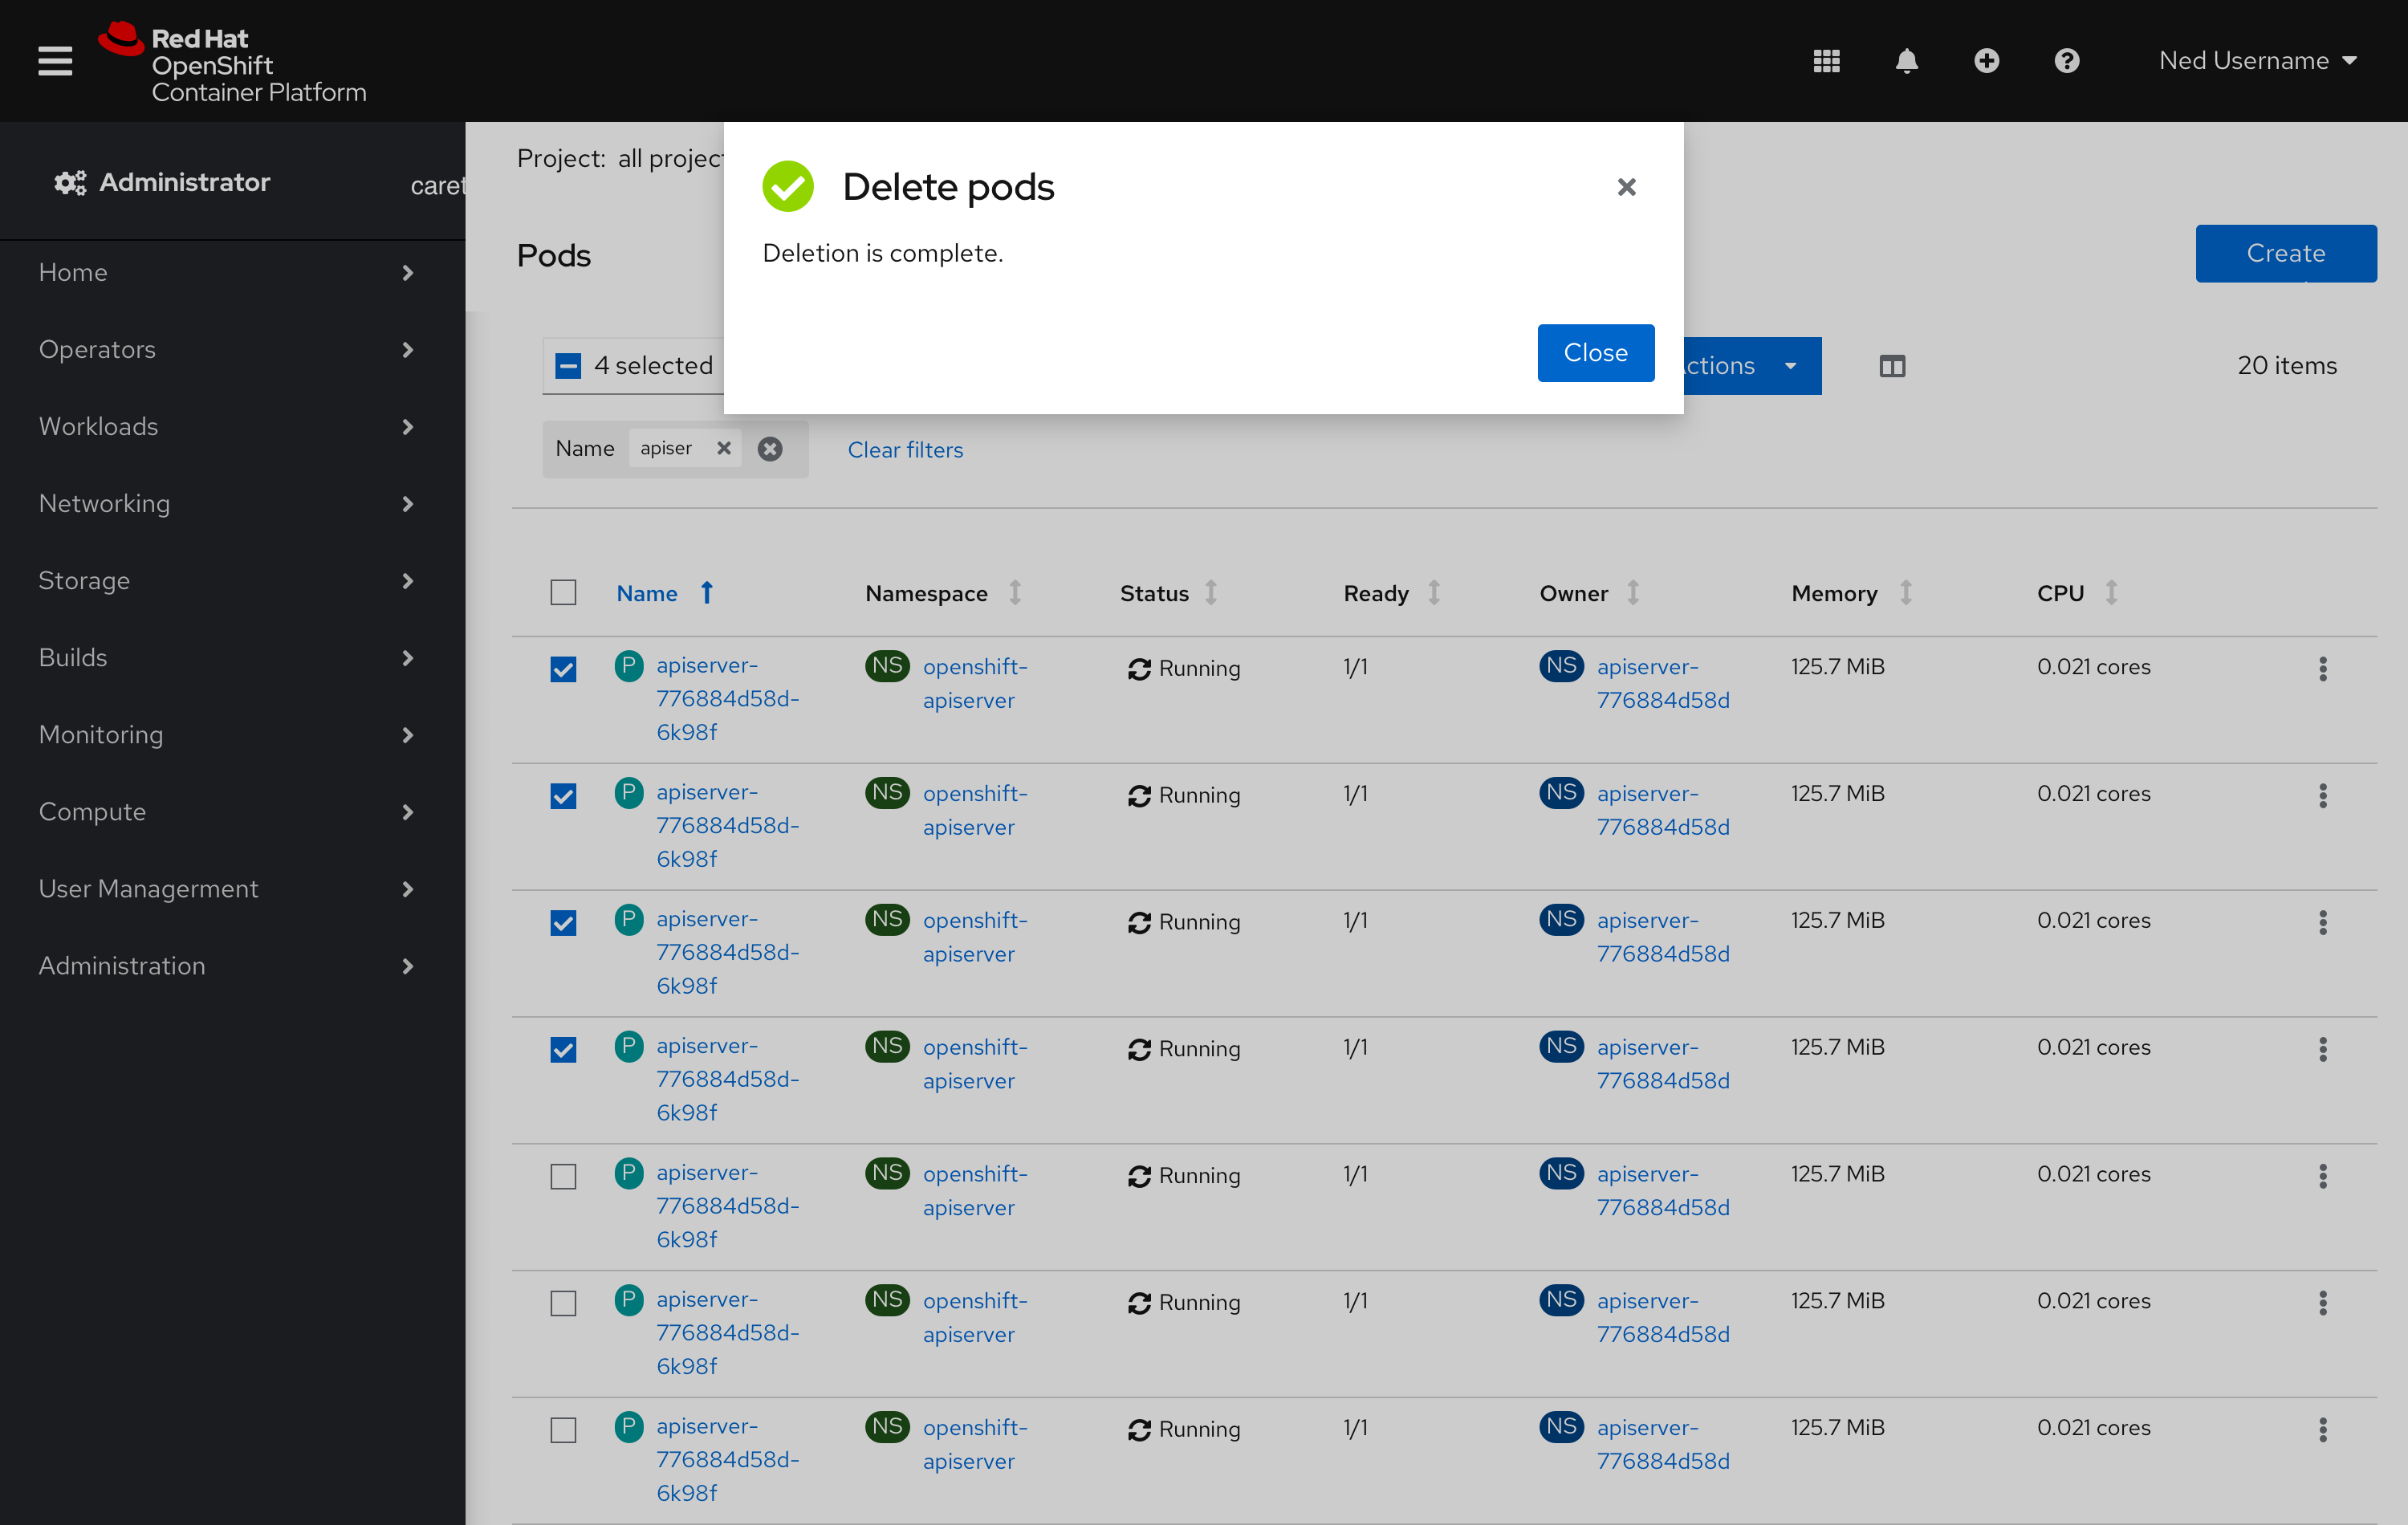 Red Hat
OpenShift
Container Platform
Ned Username
Administrator
caret
Home
Operators
Workloads
Networking
Storage
Builds
Monitoring
Compute
User Managerment
Administration
Project: all project
Pods
Create
Delete pods
Deletion is complete.
Close
4 selected
ctions
20 items
Name apiser
Clear filters
Name Namespace Status Ready Owner Memory CPU
P apiserver- NS openshift- Running 1/1 NS apiserver- 125.7 MiB 0.021 cores
776884d58d- apiserver 776884d58d
6k98f
P apiserver- NS openshift- Running 1/1 NS apiserver- 125.7 MiB 0.021 cores
776884d58d- apiserver 776884d58d
6k98f
P apiserver- NS openshift- Running 1/1 NS apiserver- 125.7 MiB 0.021 cores
776884d58d- apiserver 776884d58d
6k98f
P apiserver- NS openshift- Running 1/1 NS apiserver- 125.7 MiB 0.021 cores
776884d58d- apiserver 776884d58d
6k98f
P apiserver- NS openshift- Running 1/1 NS apiserver- 125.7 MiB 0.021 cores
776884d58d- apiserver 776884d58d
6k98f
P apiserver- NS openshift- Running 1/1 NS apiserver- 125.7 MiB 0.021 cores
776884d58d- apiserver 776884d58d
6k98f
P apiserver- NS openshift- Running 1/1 NS apiserver- 125.7 MiB 0.021 cores
776884d58d- apiserver 776884d58d
6k98f